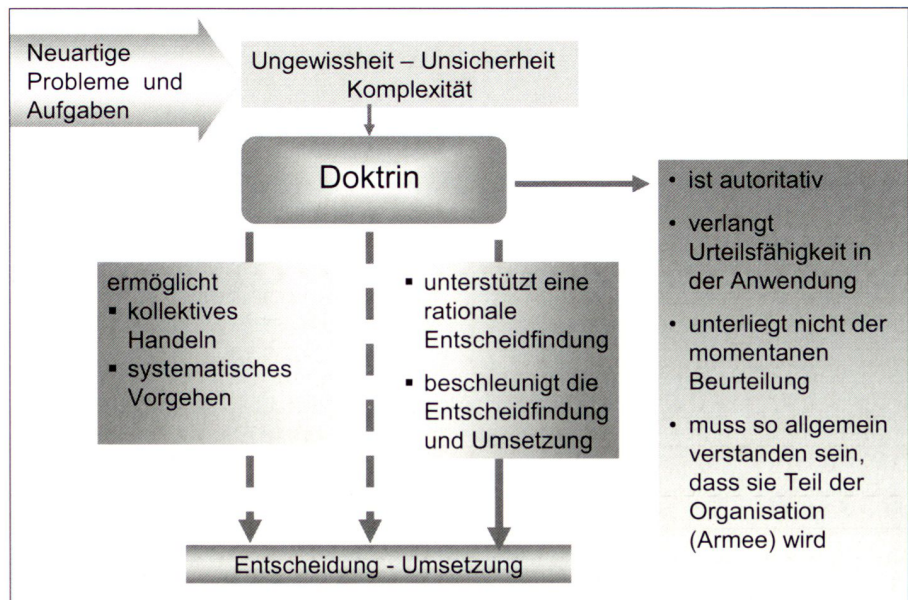 Neuartige
Probleme und
Aufgaben
Ungewissheit – Unsicherheit
Komplexität
Doktrin
ermöglicht
▪ kollektives
Handeln
▪ systematisches
Vorgehen
▪ unterstützt eine
rationale
Entscheidfindung
▪ beschleunigt die
Entscheidfindung
und Umsetzung
• ist autoritativ
• verlangt
Urteilsfähigkeit in
der Anwendung
• unterliegt nicht der
momentanen
Beurteilung
• muss so allgemein
verstanden sein,
dass sie Teil der
Organisation
(Armee) wird
Entscheidung - Umsetzung